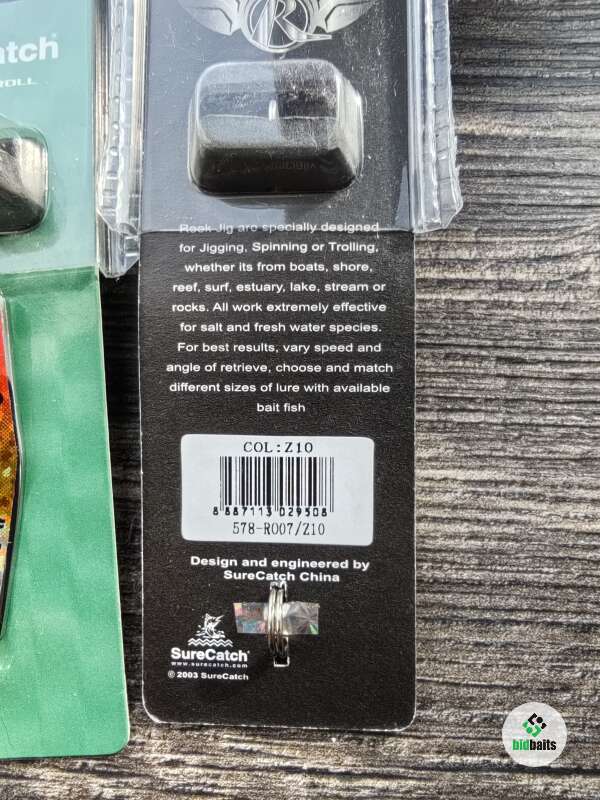 atch
ROLL
R
Rock Jig are specially designed
for Jigging, Spinning or Trolling,
whether its from boats, shore,
reef, surf, estuary, lake, stream or
rocks. All work extremely effective
for salt and fresh water species.
For best results, vary speed and
angle of retrieve, choose and match
different sizes of lure with available
bait fish
COL:Z10
8 887113 029508
578-R007/Z10
Design and engineered by
SureCatch China
SureCatch
www.surecatch.com
© 2003 SureCatch
bidbaits